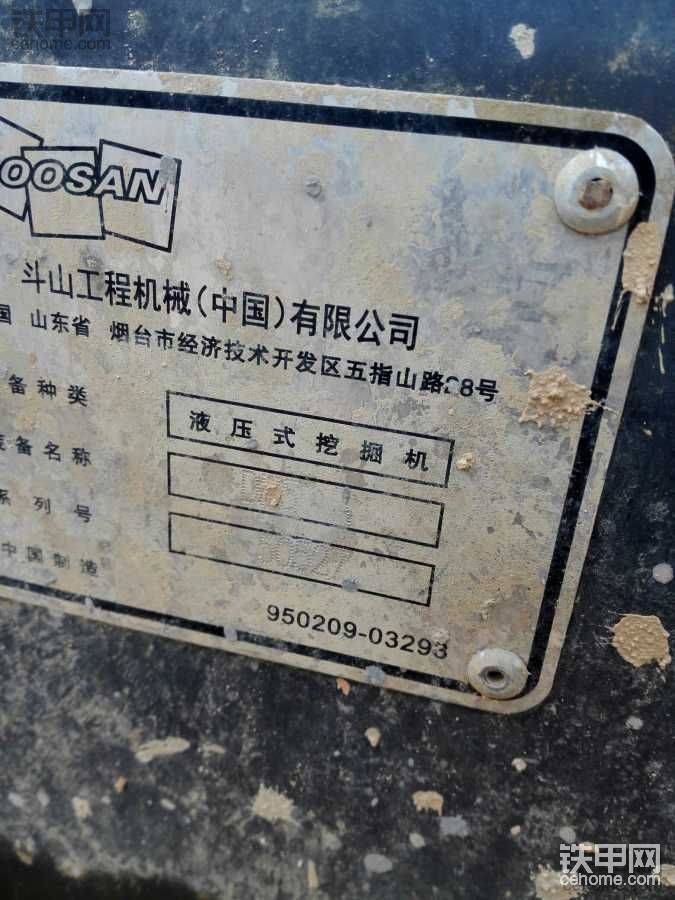 铁甲网
cehome.com
OOSAN
斗山工程机械(中国)有限公司
国 山东省 烟台市经济技术开发区五指山路28号
备种类
液压式挖掘机
备名称
系列号
中国制造
950209-03293
铁甲网
cehome.com